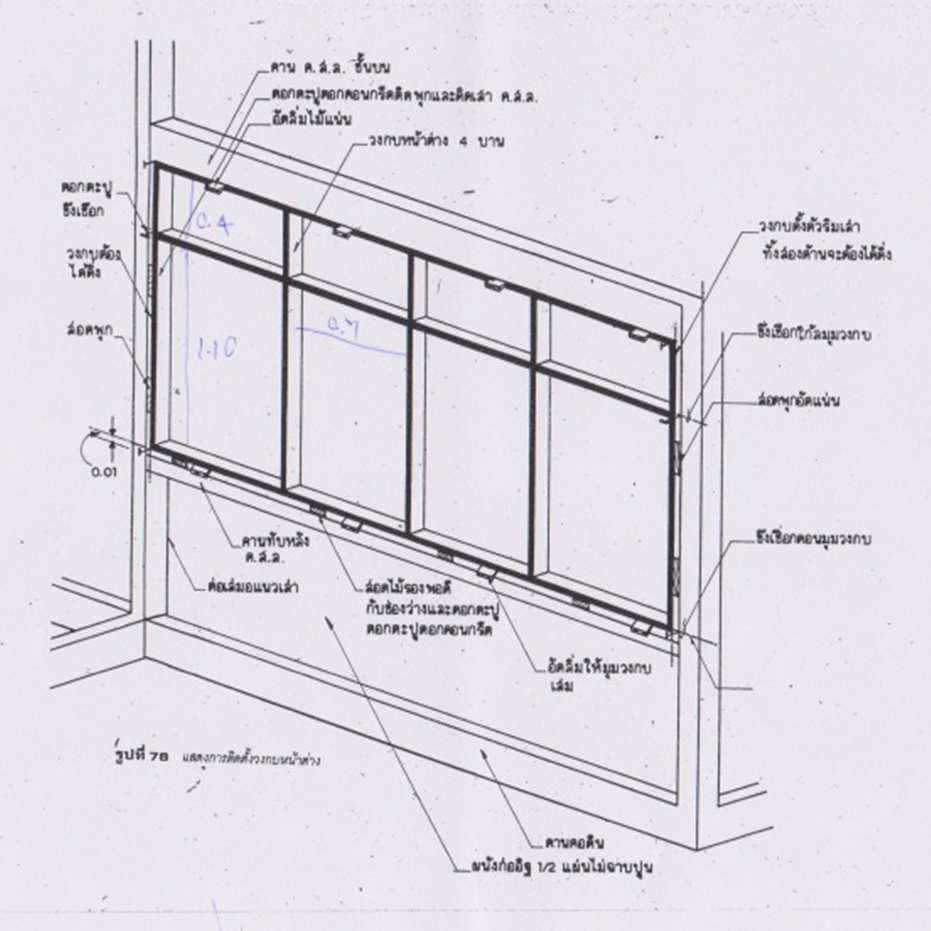 คาน ค.ส.ล. ชั้นบน
ตอกตะปูตอกคอนกรีตติดพุกและติดเสา ค.ส.ล.
อัดลิ่มไม้แน่น
วงกบหน้าต่าง 4 บาน
ตอกตะปู
ขึงเชือก
วงกบต้อง
ได้ดิ่ง
สอดพุก
0.01
0.4
1.10
0.7
วงกบตั้งตัวริมเสา
ทั้งสองด้านจะต้องได้ดิ่ง
ขึงเชือกใกล้มุมวงกบ
สอดพุกอัดแน่น
ขึงเชือกตอนมุมวงกบ
คานทับหลัง
ค.ส.ล.
ต่อเสมอแนวเสา
สอดไม้รองพอดี
กับช่องว่างและตอกตะปู
ตอกตะปูตอกคอนกรีต
อัดลิ่มให้มุมวงกบ
เสมอ
รูปที่ 78 แสดงการติดตั้งวงกบหน้าต่าง
คานคอดิน
ผนังก่ออิฐ 1/2 แผ่นไม่ฉาบปูน